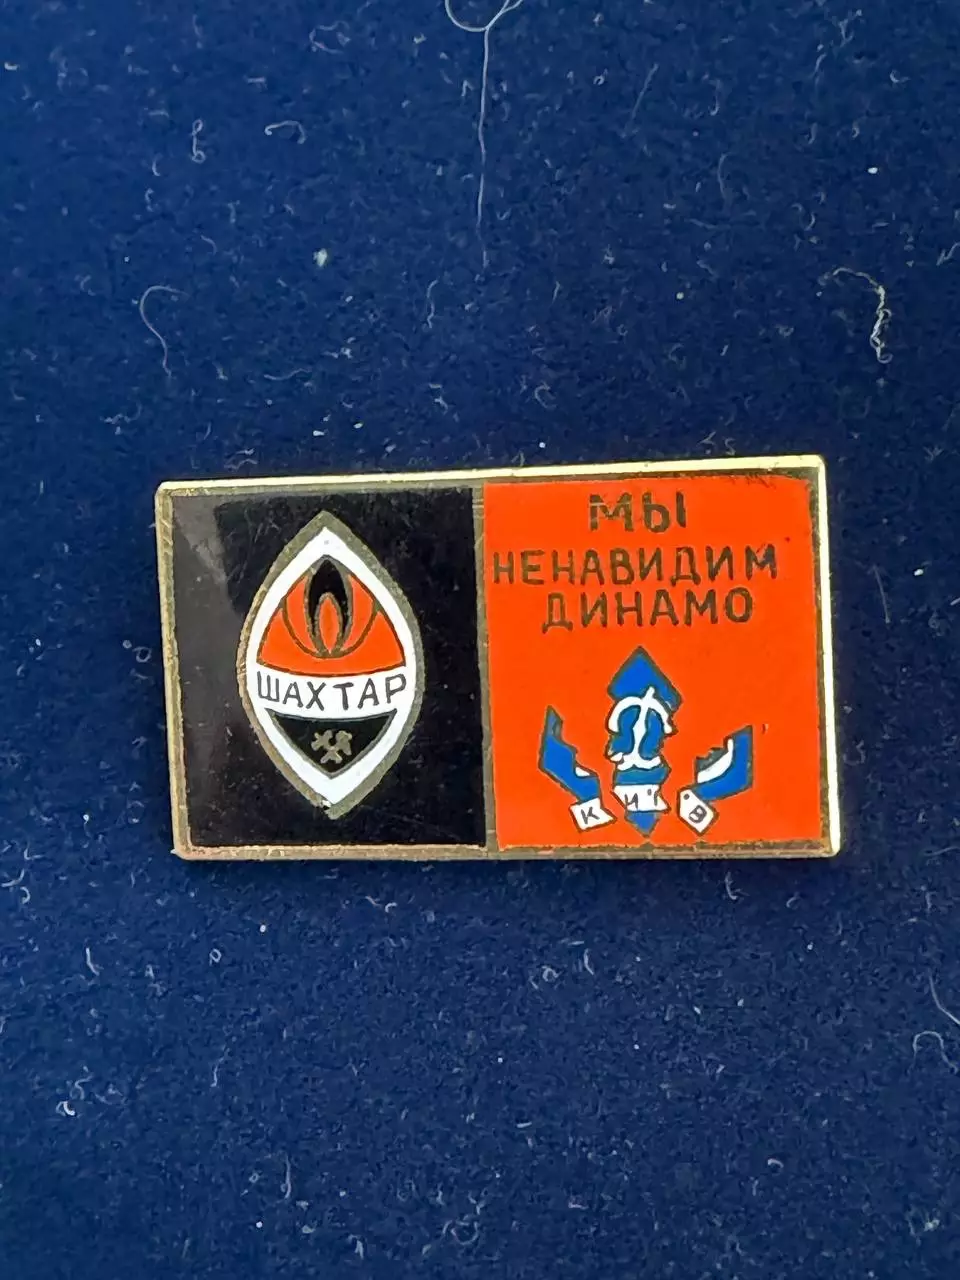 ШАХТАР
МЫ
НЕНАВИДИМ
ДИНАМО
К И Ї В